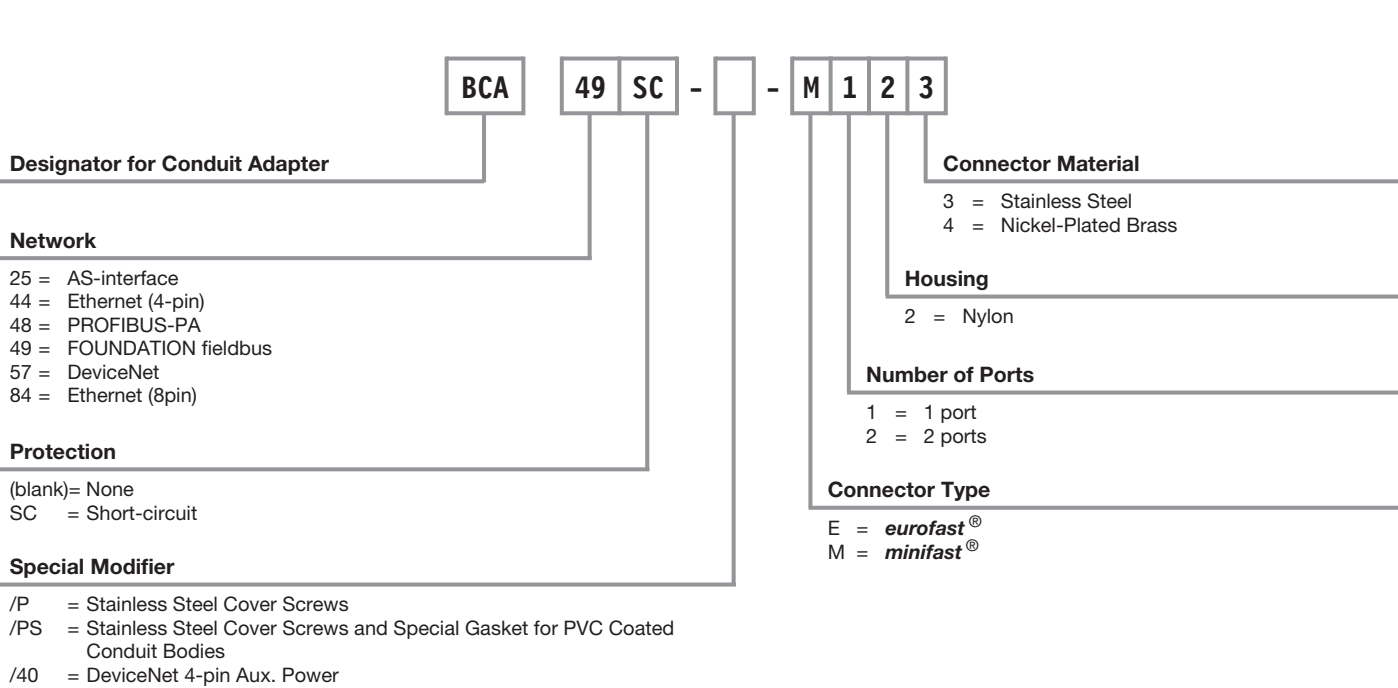 BCA 49 SC - - M 1 2 3
Designator for Conduit Adapter
Network
25 = AS-interface
44 = Ethernet (4-pin)
48 = PROFIBUS-PA
49 = FOUNDATION fieldbus
57 = DeviceNet
84 = Ethernet (8pin)
Protection
(blank)= None
SC = Short-circuit
Special Modifier
/P = Stainless Steel Cover Screws
/PS = Stainless Steel Cover Screws and Special Gasket for PVC Coated
Conduit Bodies
/40 = DeviceNet 4-pin Aux. Power
Connector Material
3 = Stainless Steel
4 = Nickel-Plated Brass
Housing
2 = Nylon
Number of Ports
1 = 1 port
2 = 2 ports
Connector Type
E = eurofast ®
M = minifast ®